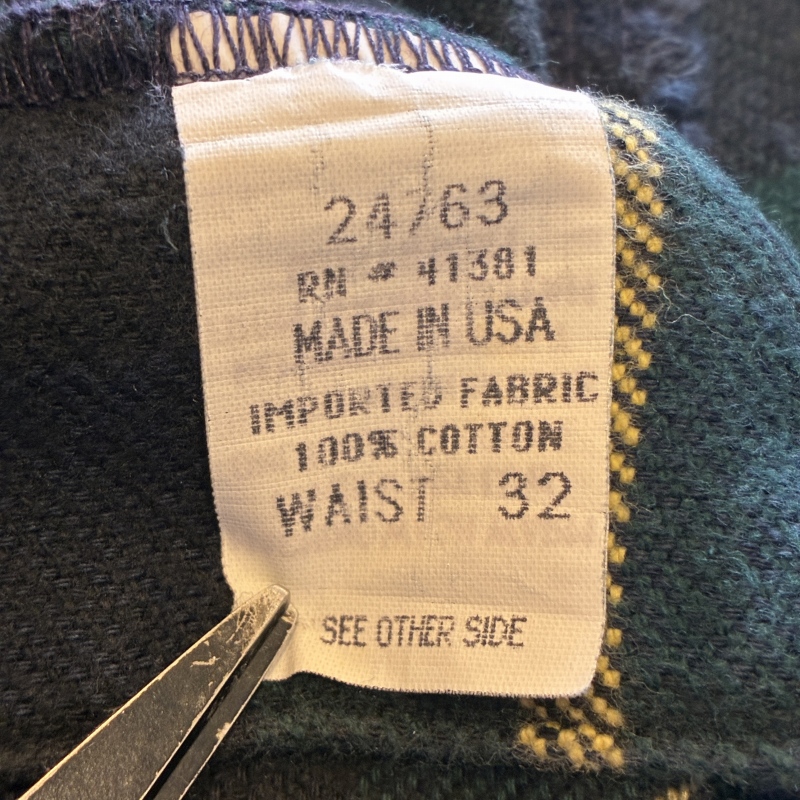 24763
RN # 41381
MADE IN USA
IMPORTED FABRIC
100% COTTON
WAIST 32
SEE OTHER SIDE